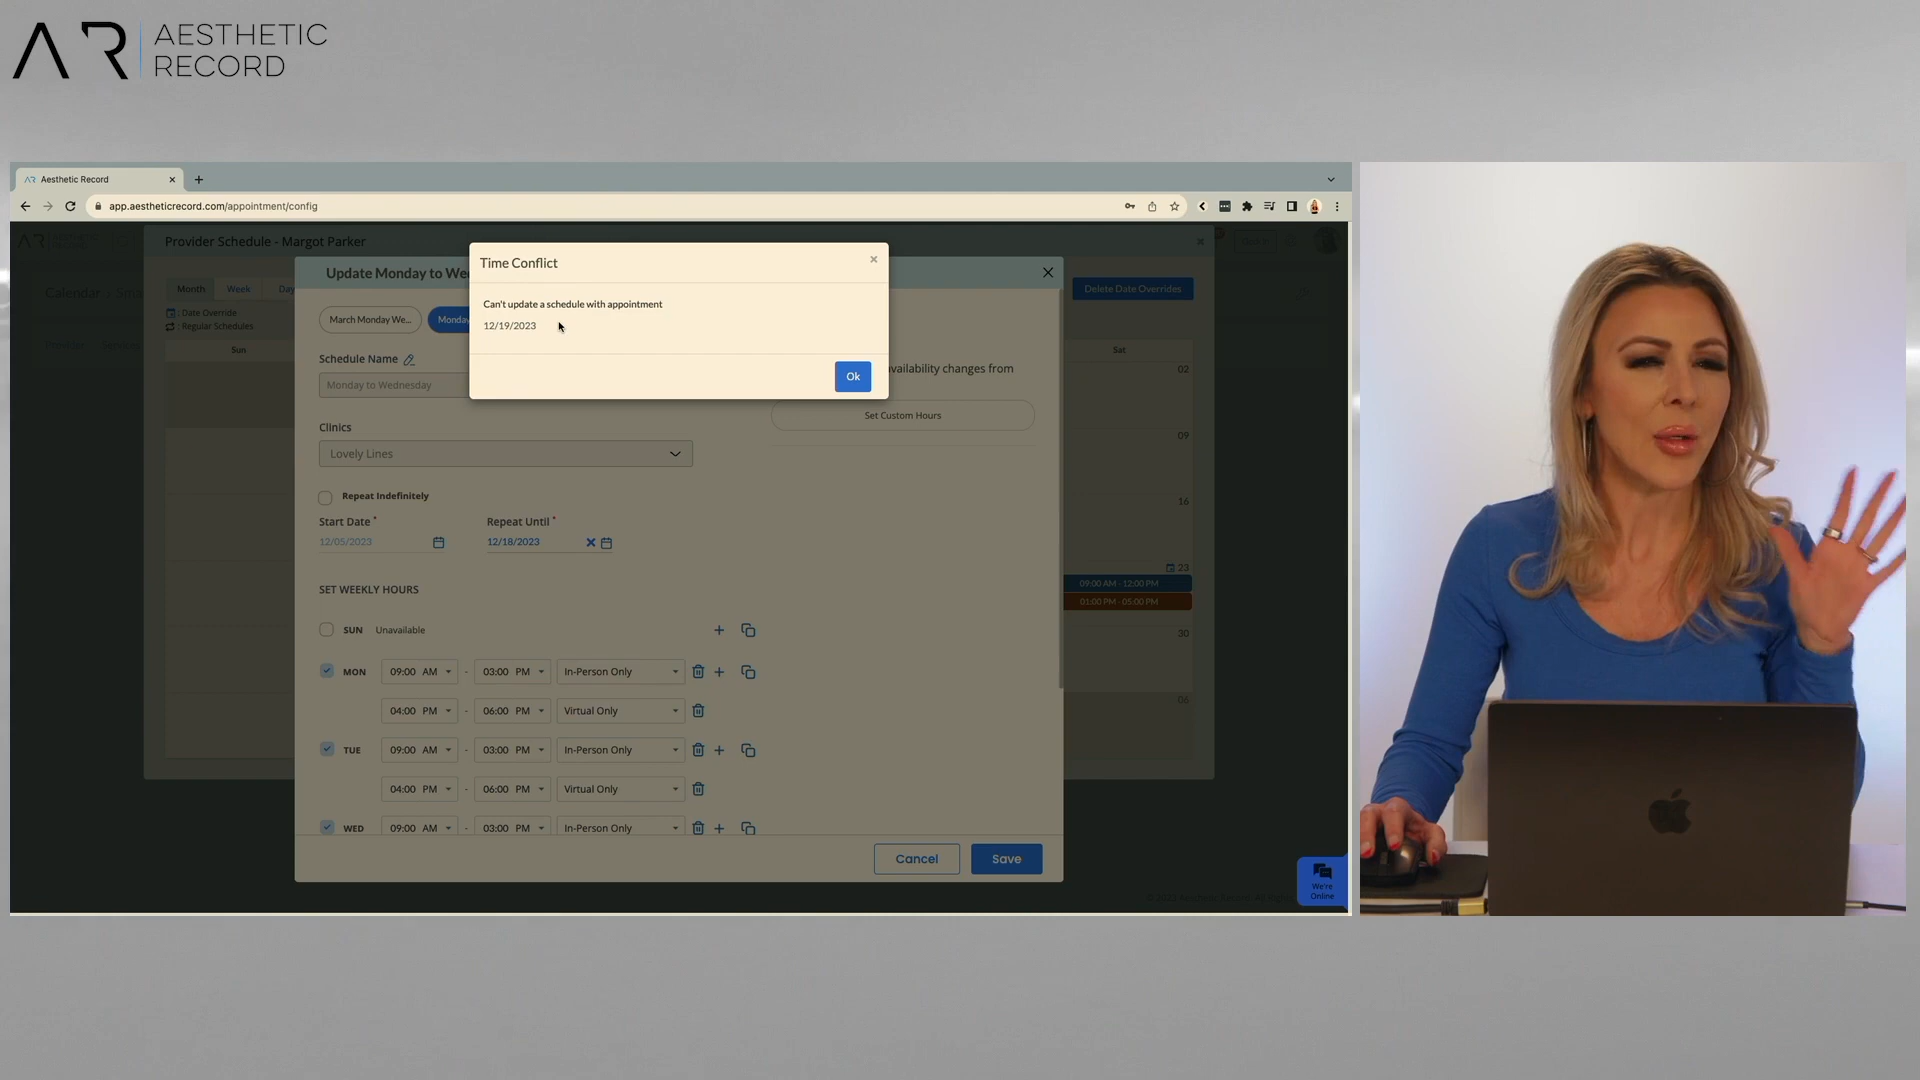 AESTHETIC
RECORD
Aesthetic Record
app.aestheticrecord.com/appointment/config
Provider Schedule - Margot Parker
Month Week Day
: Date Override
: Regular Schedules
Sun
Calendar
Delete Date Overrides
Sat
02
09
16
23
09:00 AM - 12:00 PM
01:00 PM - 05:00 PM
30
06
Update Monday to We
March Monday We...
Monday
Time Conflict
Can't update a schedule with appointment
12/19/2023
Ok
availability changes from
Set Custom Hours
Schedule Name
Monday to Wednesday
Clinics
Lovely Lines
Repeat Indefinitely
Start Date * Repeat Until *
12/05/2023 12/18/2023
SET WEEKLY HOURS
SUN Unavailable
MON 09:00 AM - 03:00 PM In-Person Only
04:00 PM - 06:00 PM Virtual Only
TUE 09:00 AM - 03:00 PM In-Person Only
04:00 PM - 06:00 PM Virtual Only
WED 09:00 AM - 03:00 PM In-Person Only
Cancel Save
We're
Online